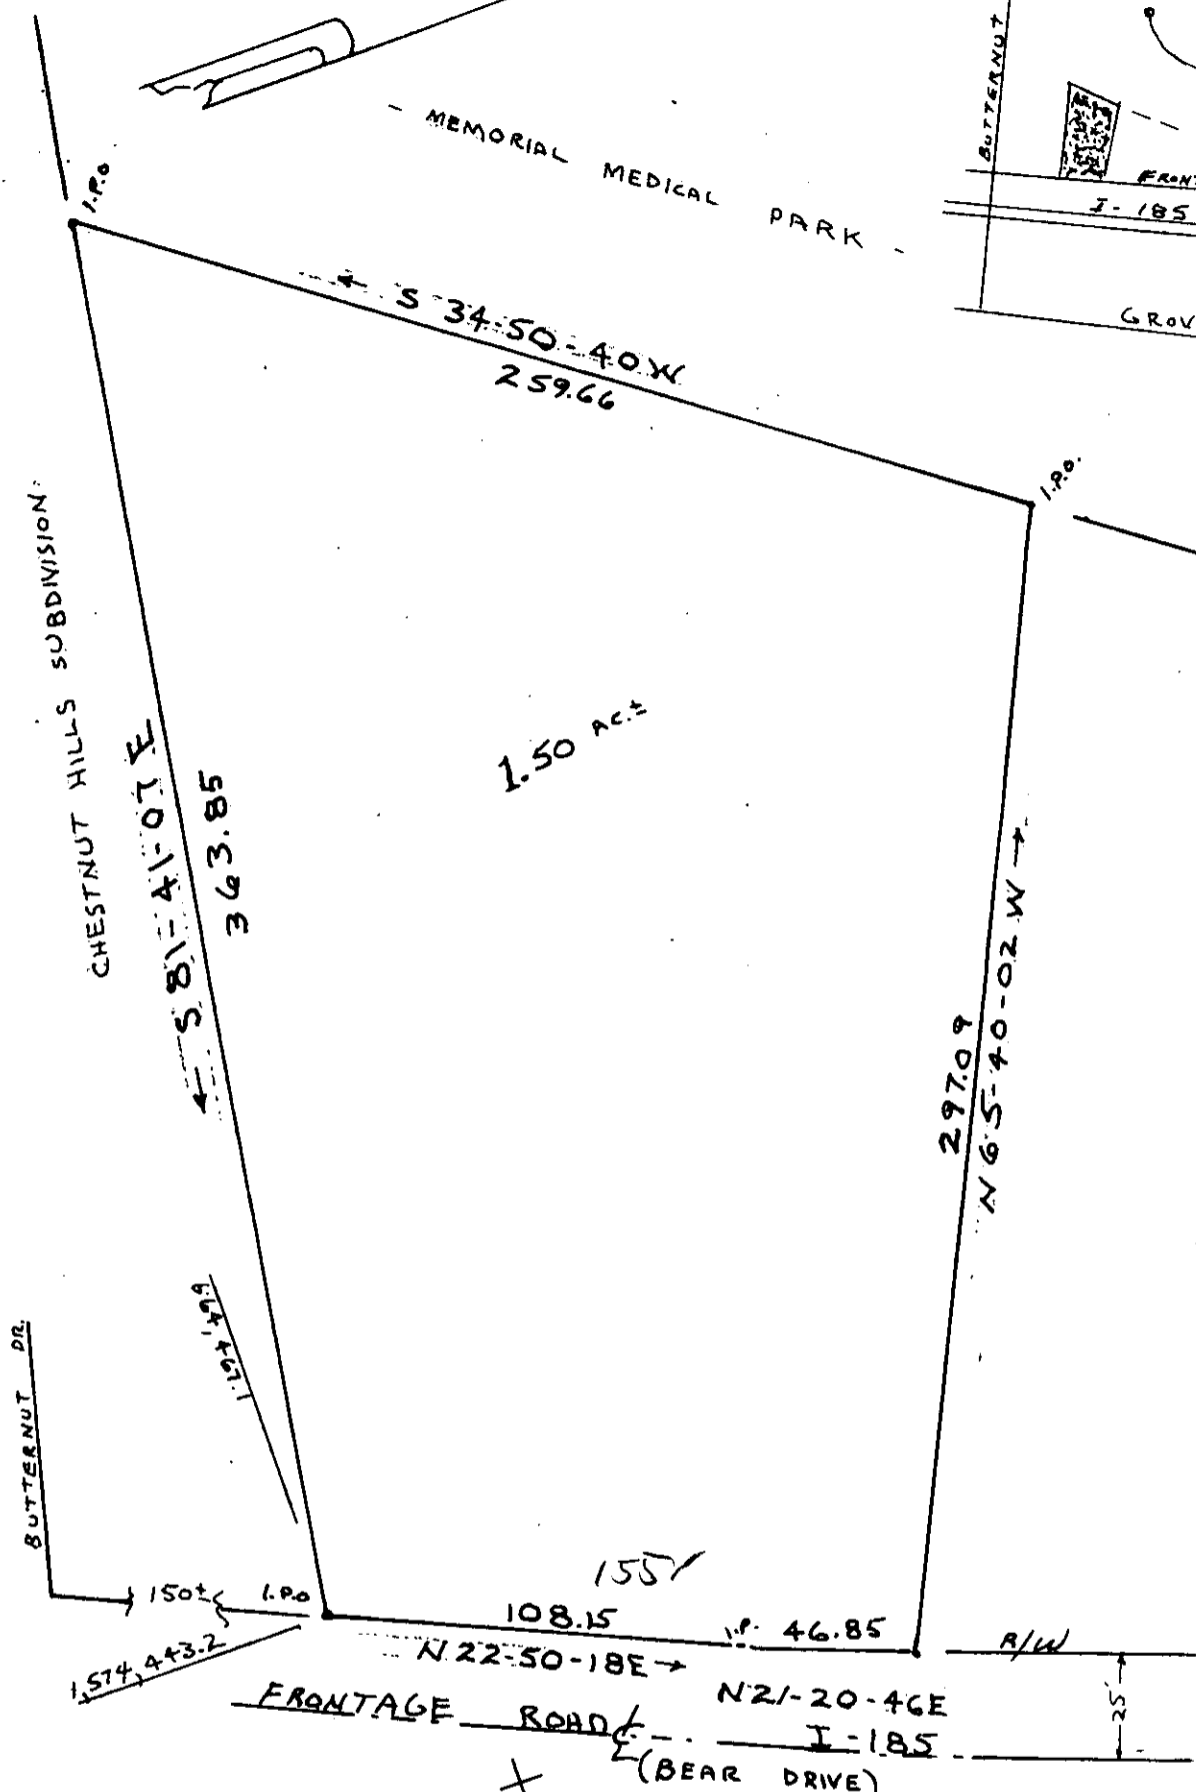 BUTTERNUT
FRONT
I-185
GROV
- MEMORIAL MEDICAL PARK -
I.P.O
← S 34-50-40W
259.66
I.P.O.
CHESTNUT HILLS SUBDIVISION.
← S 81-41-07 E
363.85
1.50 AC.±
297.09
N 65-40-02 W →
BUTTERNUT DR.
150±
I.P.O
1,574,443.2
155'
108.15
I.P.
46.85
N 22-50-18E →
N21-20-46E
R/W
25'
FRONTAGE ROAD ℄ I-185
(BEAR DRIVE)